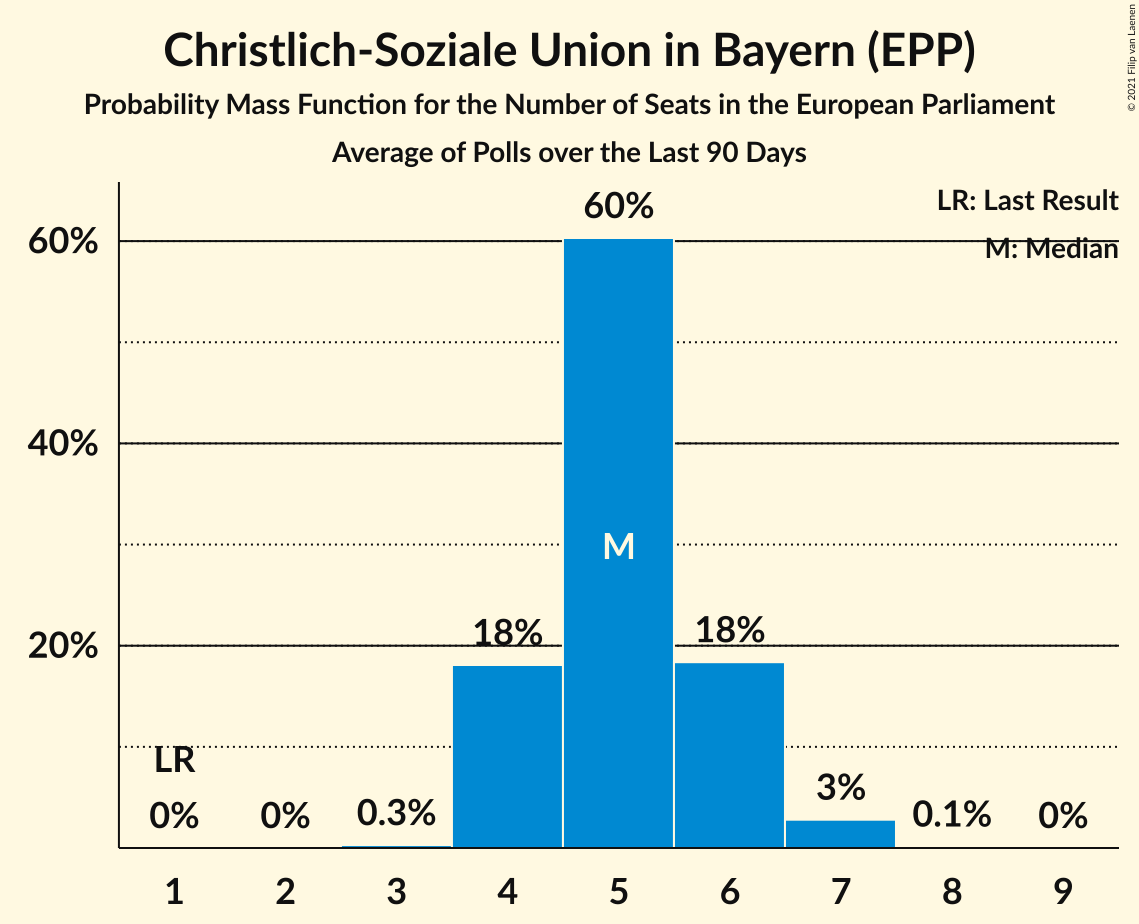 Christlich-Soziale Union in Bayern (EPP)
Probability Mass Function for the Number of Seats in the European Parliament
Average of Polls over the Last 90 Days
© 2021 Filip van Laenen
LR: Last Result
M: Median
60%
60%
40%
M
20%
18%
18%
LR
0%
0%
0.3%
3%
0.1%
0%
1 2 3 4 5 6 7 8 9